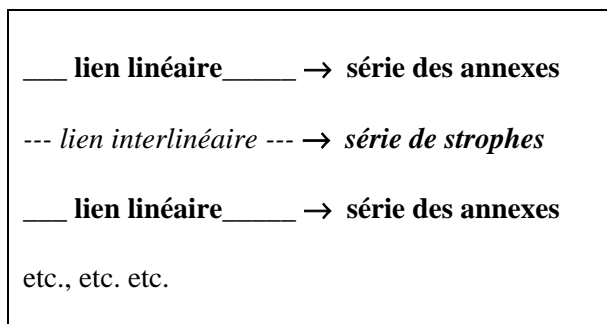 ___ lien linéaire_____ → série des annexes
--- lien interlinéaire --- → série de strophes
___ lien linéaire_____ → série des annexes
etc., etc. etc.